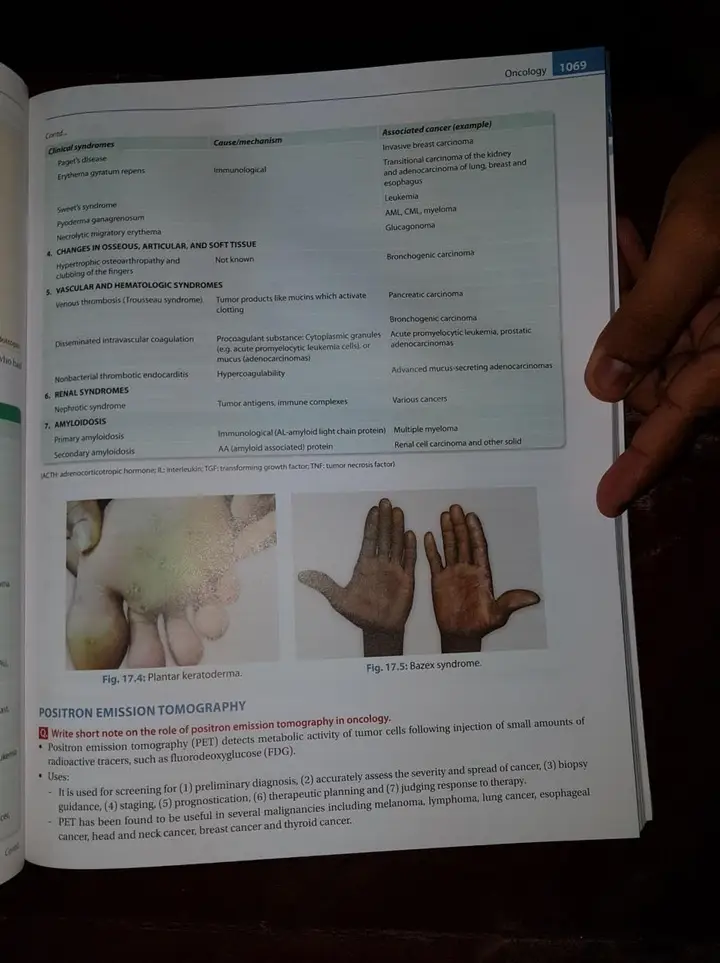 Oncology 1069
Contd...
Clinical syndromes Cause/mechanism Associated cancer (example)
Paget's disease Invasive breast carcinoma
Erythema gyratum repens Immunological Transitional carcinoma of the kidney
and adenocarcinoma of lung, breast and
esophagus
Sweet's syndrome Leukemia
Pyoderma ganagrenosum AML, CML, myeloma
Necrolytic migratory erythema Glucagonoma
4. CHANGES IN OSSEOUS, ARTICULAR, AND SOFT TISSUE
Hypertrophic osteoarthropathy and Not known Bronchogenic carcinoma
clubbing of the fingers
5. VASCULAR AND HEMATOLOGIC SYNDROMES
Venous thrombosis (Trousseau syndrome) Tumor products like mucins which activate Pancreatic carcinoma
clotting
Bronchogenic carcinoma
Disseminated intravascular coagulation Procoagulant substance: Cytoplasmic granules Acute promyelocytic leukemia, prostatic
(e.g. acute promyelocytic leukemia cells), or adenocarcinomas
mucus (adenocarcinomas)
Nonbacterial thrombotic endocarditis Hypercoagulability Advanced mucus-secreting adenocarcinomas
6. RENAL SYNDROMES
Nephrotic syndrome Tumor antigens, immune complexes Various cancers
7. AMYLOIDOSIS
Primary amyloidosis Immunological (AL-amyloid light chain protein) Multiple myeloma
Secondary amyloidosis AA (amyloid associated) protein Renal cell carcinoma and other solid
(ACTH: adrenocorticotropic hormone; IL: interleukin; TGF: transforming growth factor; TNF: tumor necrosis factor)
Fig. 17.4: Plantar keratoderma.
Fig. 17.5: Bazex syndrome.
POSITRON EMISSION TOMOGRAPHY
Q. Write short note on the role of positron emission tomography in oncology.
• Positron emission tomography (PET) detects metabolic activity of tumor cells following injection of small amounts of
radioactive tracers, such as fluorodeoxyglucose (FDG).
• Uses:
- It is used for screening for (1) preliminary diagnosis, (2) accurately assess the severity and spread of cancer, (3) biopsy
guidance, (4) staging, (5) prognostication, (6) therapeutic planning and (7) judging response to therapy.
- PET has been found to be useful in several malignancies including melanoma, lymphoma, lung cancer, esophageal
cancer, head and neck cancer, breast cancer and thyroid cancer.